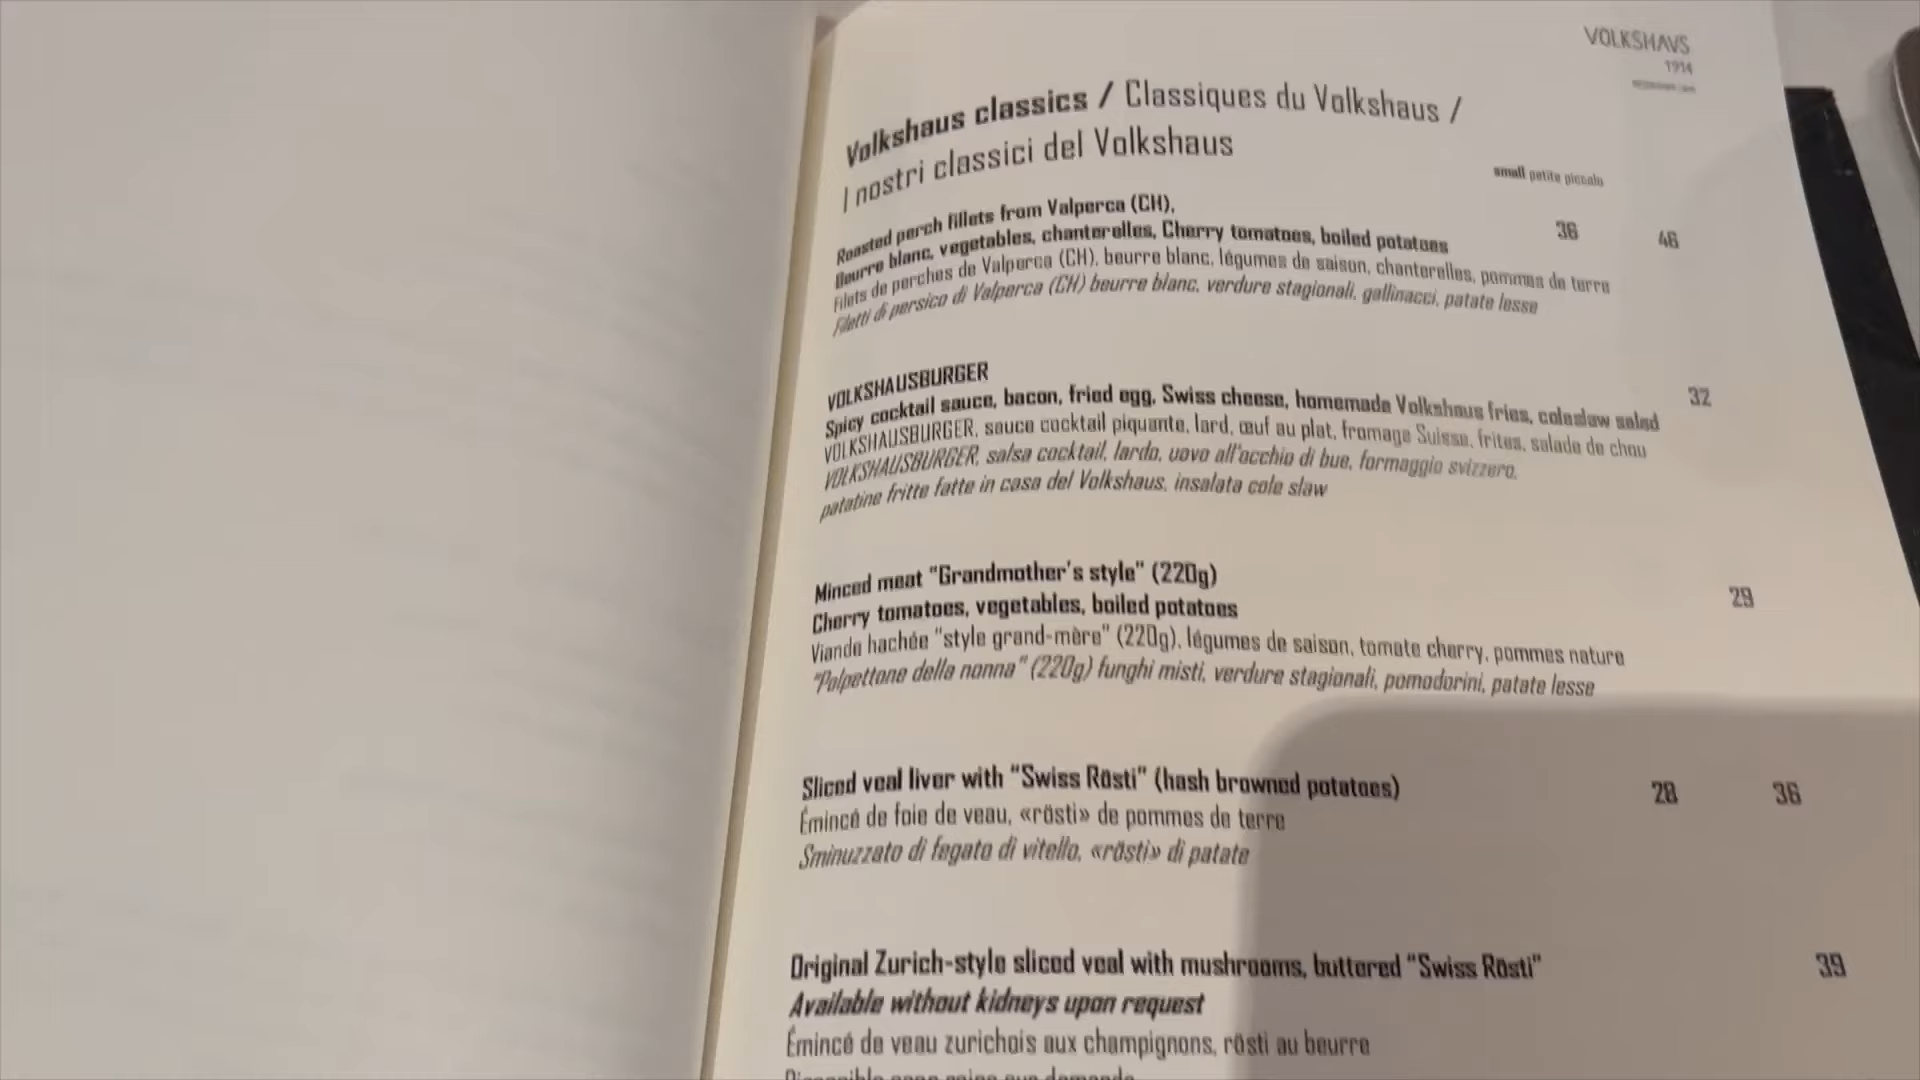 VOLKSHAVS
1914
Volkshaus classics / Classiques du Volkshaus /
I nostri classici del Volkshaus
small petite piccolo
Roasted perch fillets from Valperca (CH),
Beurre blanc, vegetables, chanterelles, Cherry tomatoes, boiled potatoes 36 46
Filets de perches de Valperca (CH), beurre blanc, légumes de saison, chanterelles, pommes de terre
Filetti di persico di Valperca (CH) beurre blanc, verdure stagionali, gallinacci, patate lesse
VOLKSHAUSBURGER
Spicy cocktail sauce, bacon, fried egg, Swiss cheese, homemade Volkshaus fries, coleslaw salad 32
VOLKSHAUSBURGER, sauce cocktail piquante, lard, œuf au plat, fromage Suisse, frites, salade de chou
VOLKSHAUSBURGER, salsa cocktail, lardo, uovo all'occhio di bue, formaggio svizzero,
patatine fritte fatte in casa del Volkshaus, insalata cole slaw
Minced meat "Grandmother's style" (220g)
Cherry tomatoes, vegetables, boiled potatoes 29
Viande hachée "style grand-mère" (220g), légumes de saison, tomate cherry, pommes nature
"Polpettone della nonna" (220g) funghi misti, verdure stagionali, pomodorini, patate lesse
Sliced veal liver with "Swiss Rösti" (hash browned potatoes) 28 36
Émincé de foie de veau, «rösti» de pommes de terre
Sminuzzato di fegato di vitello, «rösti» di patate
Original Zurich-style sliced veal with mushrooms, buttered "Swiss Rösti" 39
Available without kidneys upon request
Émincé de veau zurichois aux champignons, rösti au beurre